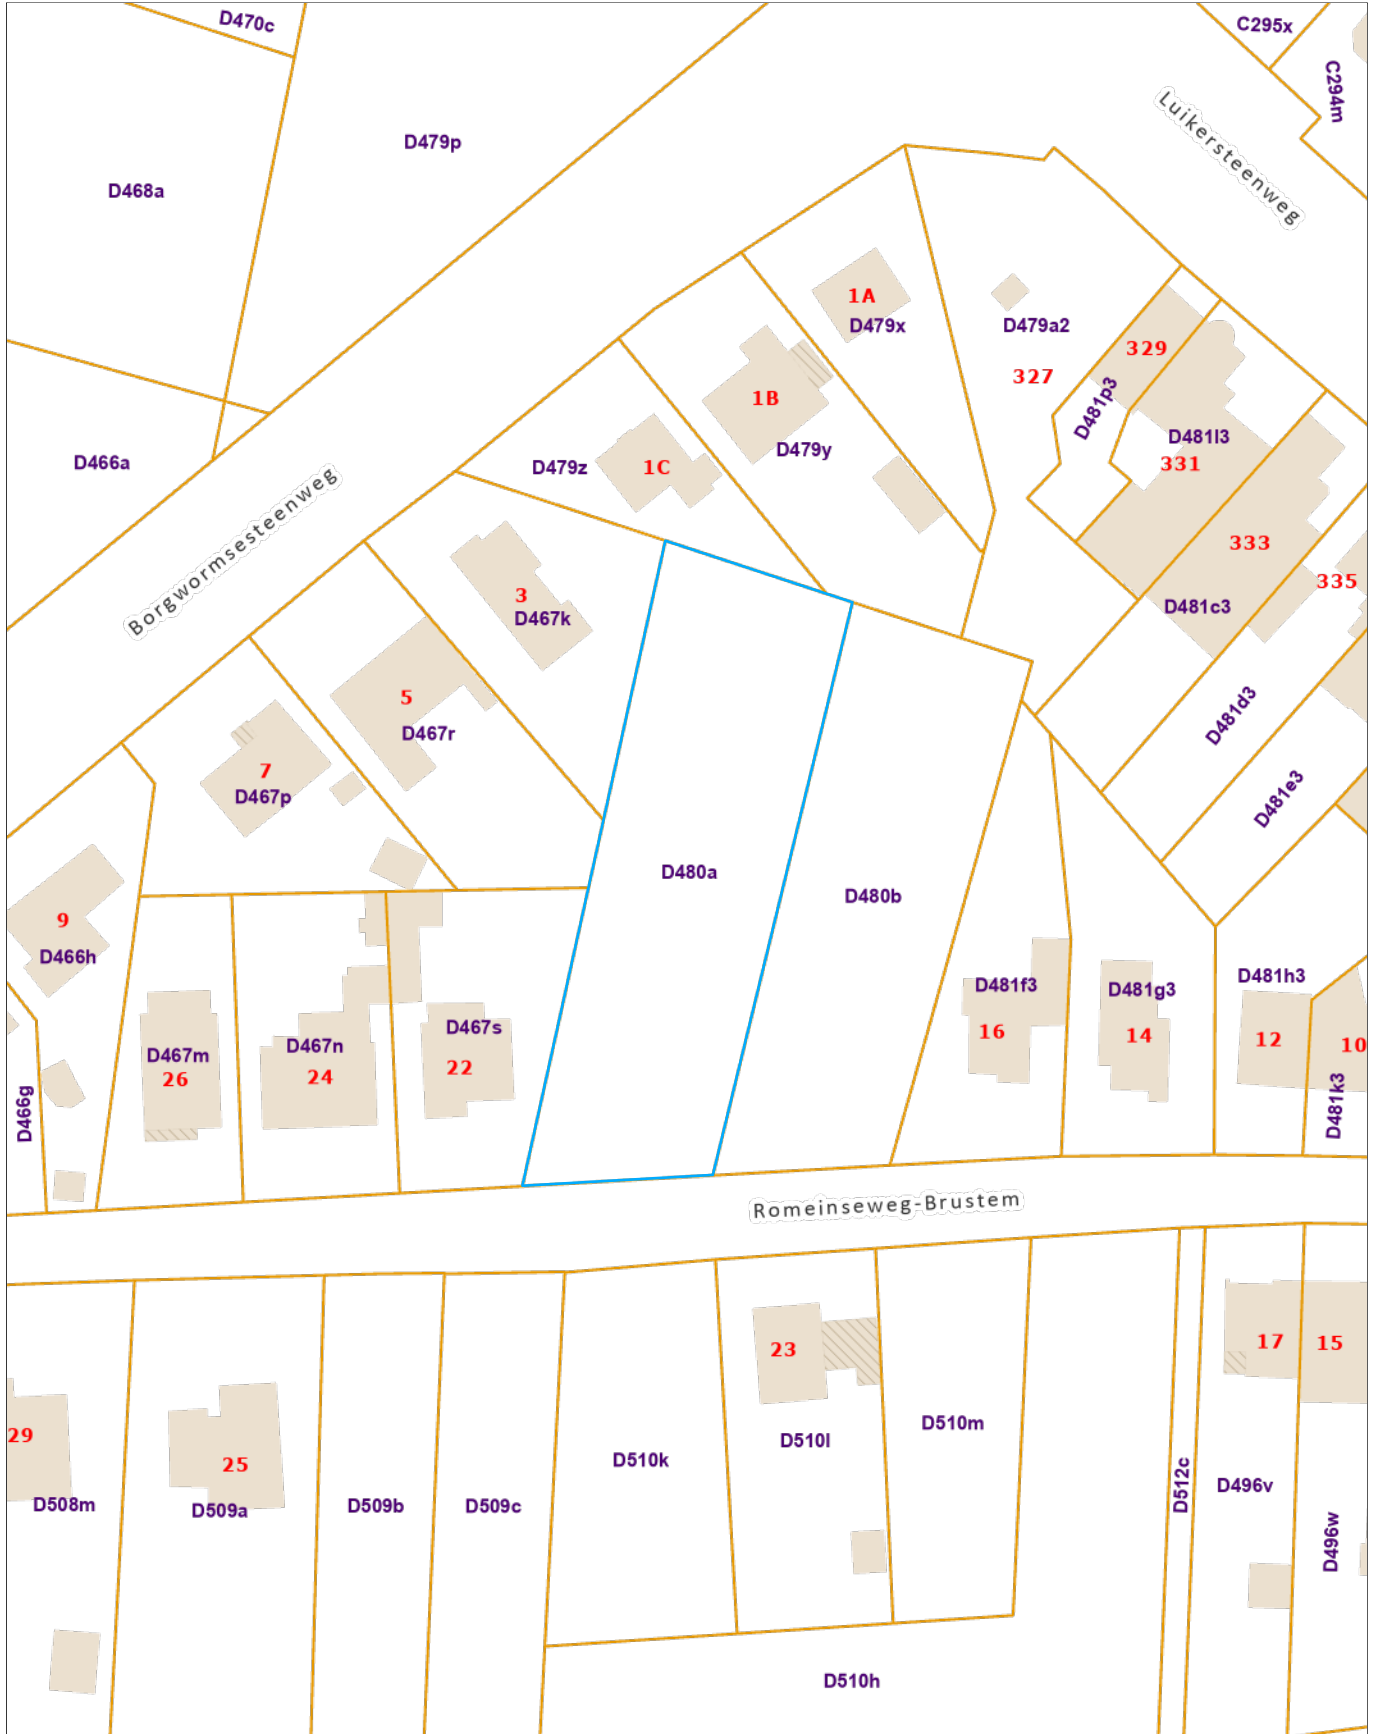 D470c
C295x
C294m
Luikersteenweg
D479p
D468a
1A
D479x
D479a2
329
327
D481p3
1B
D479y
D481l3
331
D466a
D479z
1C
Borgwormsesteenweg
333
335
3
D467k
D481c3
5
D467r
D481d3
7
D467p
D481e3
D480a
D480b
9
D466h
D481f3
16
D481g3
14
D481h3
12
10
D481k3
D467m
26
D467n
24
D467s
22
D466g
Romeinseweg-Brustem
23
17
15
29
D508m
25
D509a
D509b
D509c
D510k
D510l
D510m
D512c
D496v
D496w
D510h